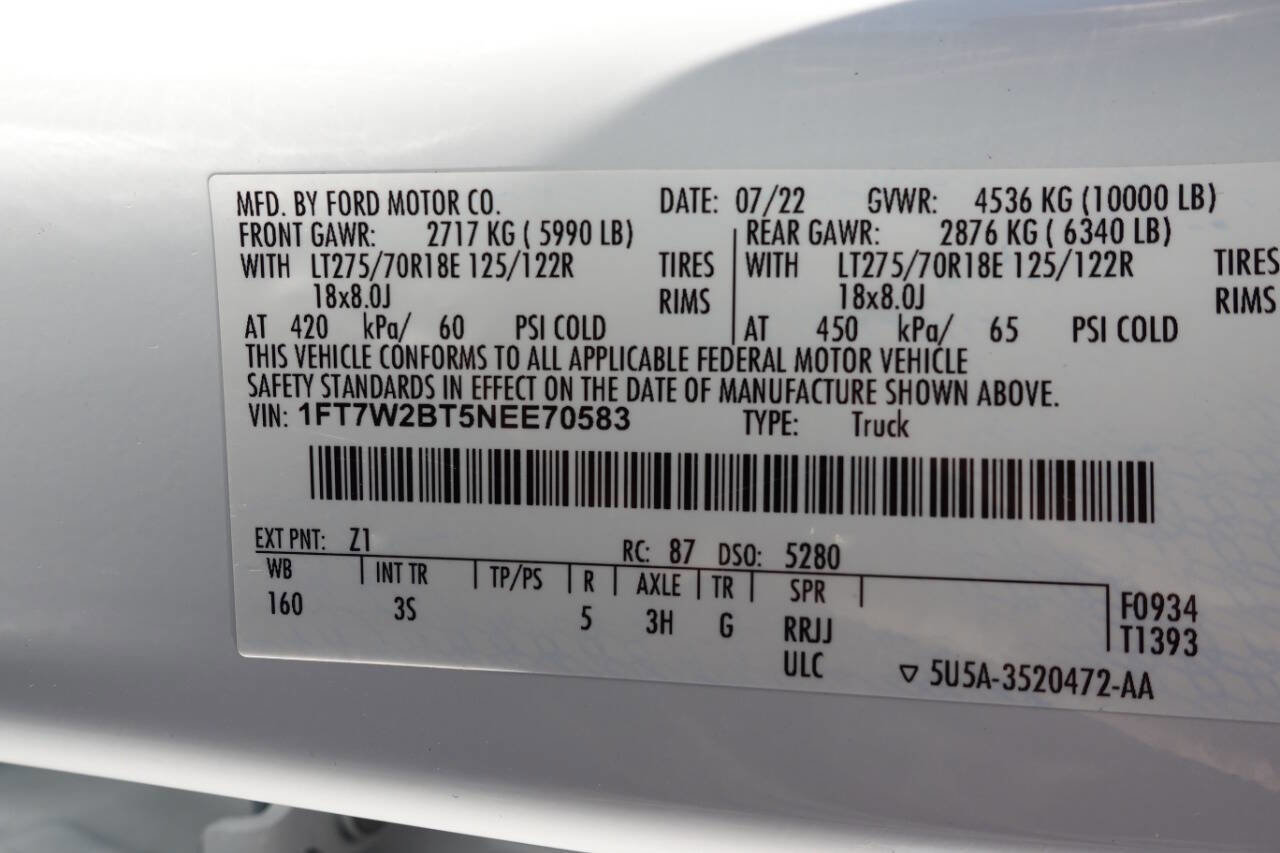 MFD. BY FORD MOTOR CO. DATE: 07/22 GVWR: 4536 KG (10000 LB)
FRONT GAWR: 2717 KG ( 5990 LB) REAR GAWR: 2876 KG ( 6340 LB)
WITH LT275/70R18E 125/122R TIRES WITH LT275/70R18E 125/122R TIRES
18x8.0J RIMS 18x8.0J RIMS
AT 420 kPa/ 60 PSI COLD AT 450 kPa/ 65 PSI COLD
THIS VEHICLE CONFORMS TO ALL APPLICABLE FEDERAL MOTOR VEHICLE
SAFETY STANDARDS IN EFFECT ON THE DATE OF MANUFACTURE SHOWN ABOVE.
VIN: 1FT7W2BT5NEE70583 TYPE: Truck
EXT PNT: Z1 RC: 87 DSO: 5280
WB INT TR TP/PS R AXLE TR SPR F0934
160 3S 5 3H G RRJJ T1393
ULC ▽ 5U5A-3520472-AA